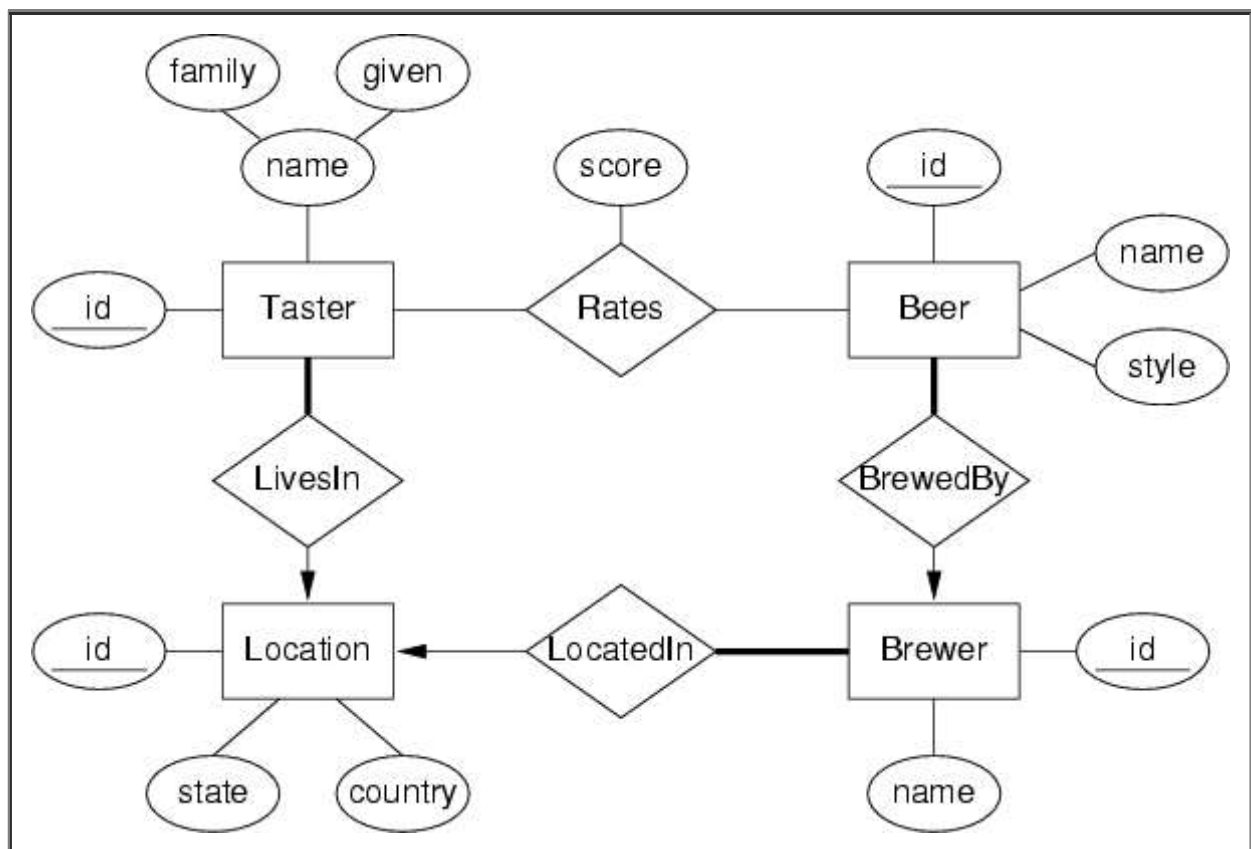 family
given
name
score
id
name
id
Taster
Rates
Beer
style
LivesIn
BrewedBy
id
Location
LocatedIn
Brewer
id
state
country
name